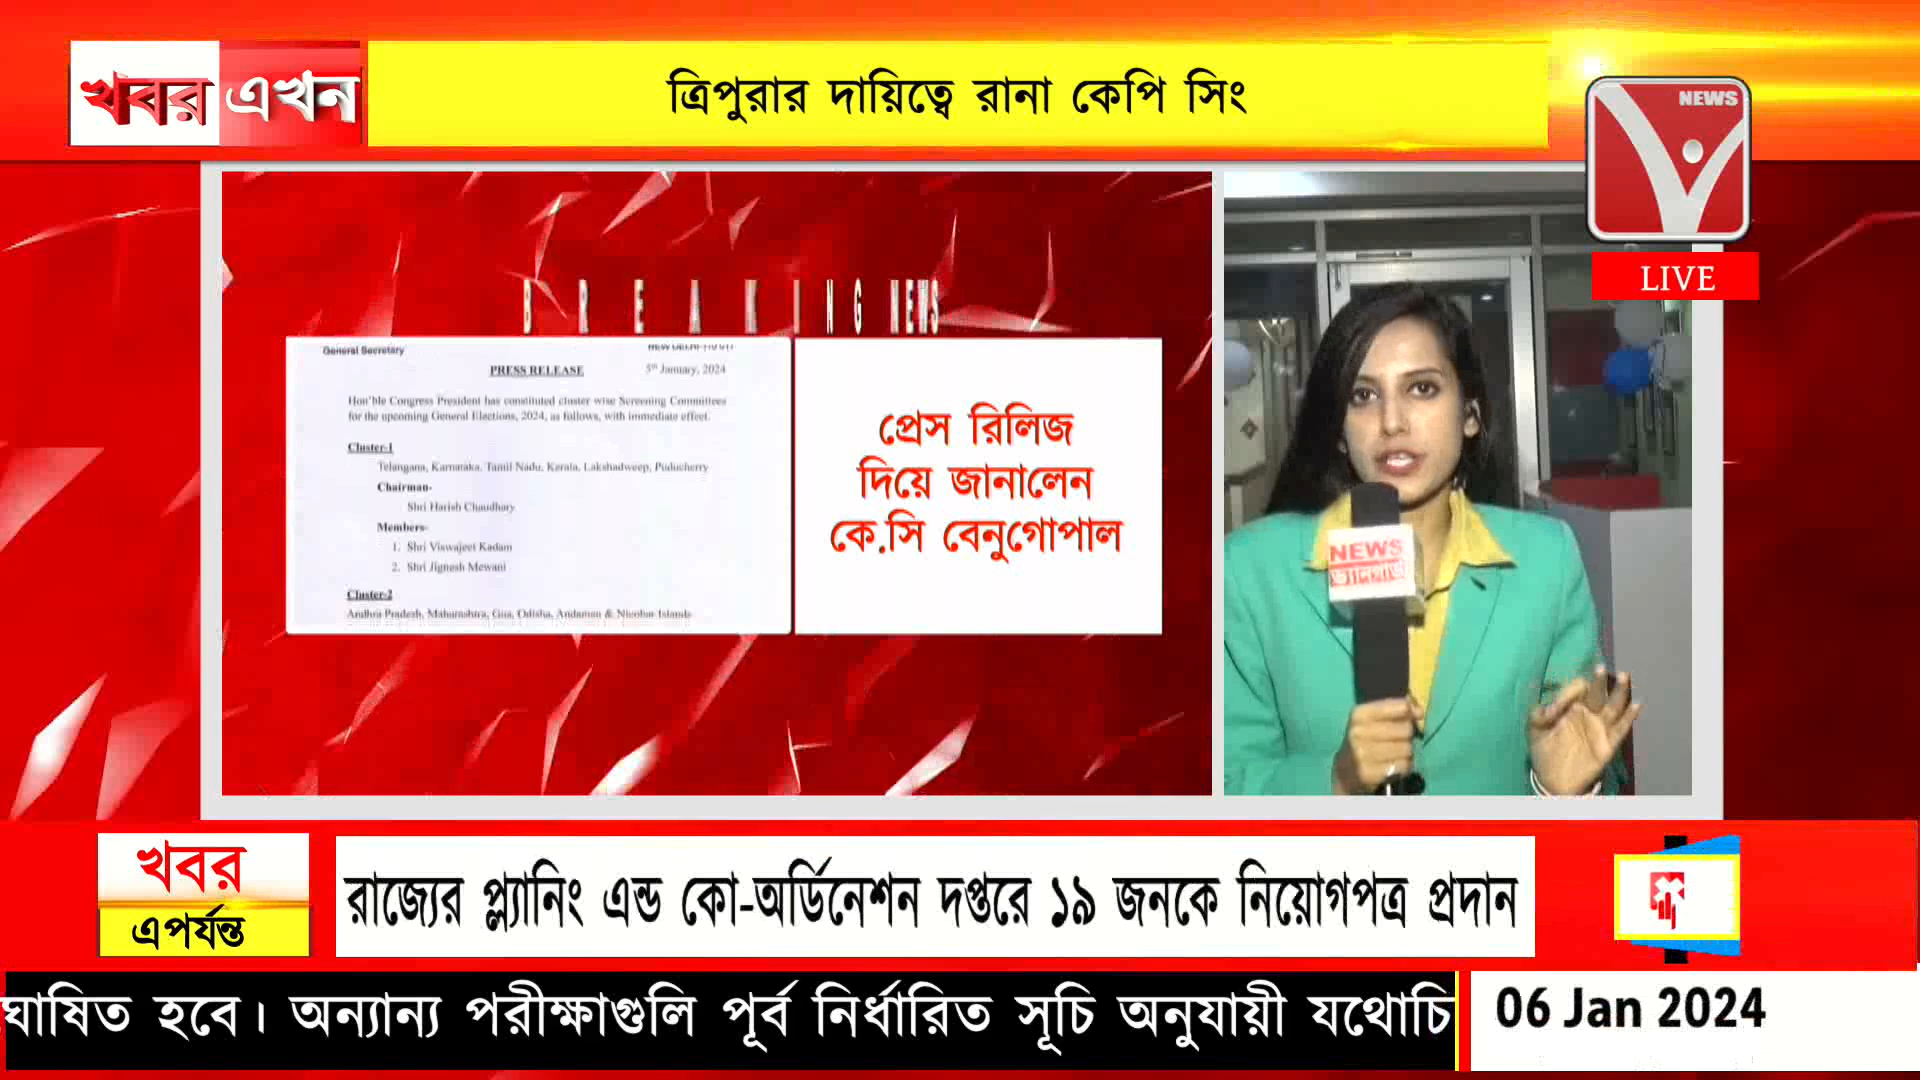 খবর এখন
ত্রিপুরার দায়িত্বে রানা কেপি সিং
NEWS
LIVE
BREAKING NEWS
General Secretary
PRESS RELEASE
5th January, 2024
Hon'ble Congress President has constituted cluster wise Screening Committees
for the upcoming General Elections, 2024, as follows, with immediate effect.
Cluster-1
Telangana, Karnataka, Tamil Nadu, Kerala, Lakshadweep, Puducherry
Chairman-
Shri Harish Chaudhary
Members-
1. Shri Viswajeet Kadam
2. Shri Jignesh Mewani
Cluster-2
Andhra Pradesh, Maharashtra, Goa, Odisha, Andaman & Nicobar Islands
প্রেস রিলিজ
দিয়ে জানালেন
কে.সি বেনুগোপাল
NEWS
ভ্যানগার্ড
খবর
এপর্যন্ত
রাজ্যের প্ল্যানিং এন্ড কো-অর্ডিনেশন দপ্তরে ১৯ জনকে নিয়োগপত্র প্রদান
ঘোষিত হবে। অন্যান্য পরীক্ষাগুলি পূর্ব নির্ধারিত সূচি অনুযায়ী যথোচি
06 Jan 2024